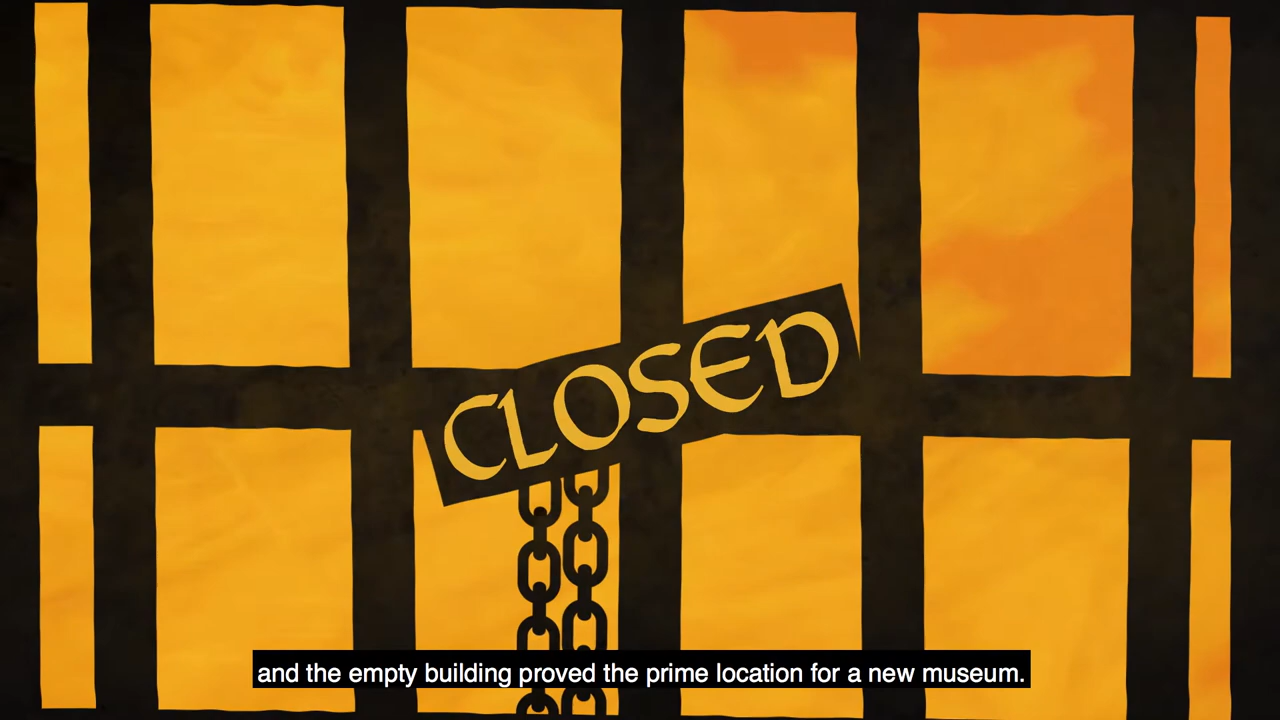 CLOSED
and the empty building proved the prime location for a new museum.